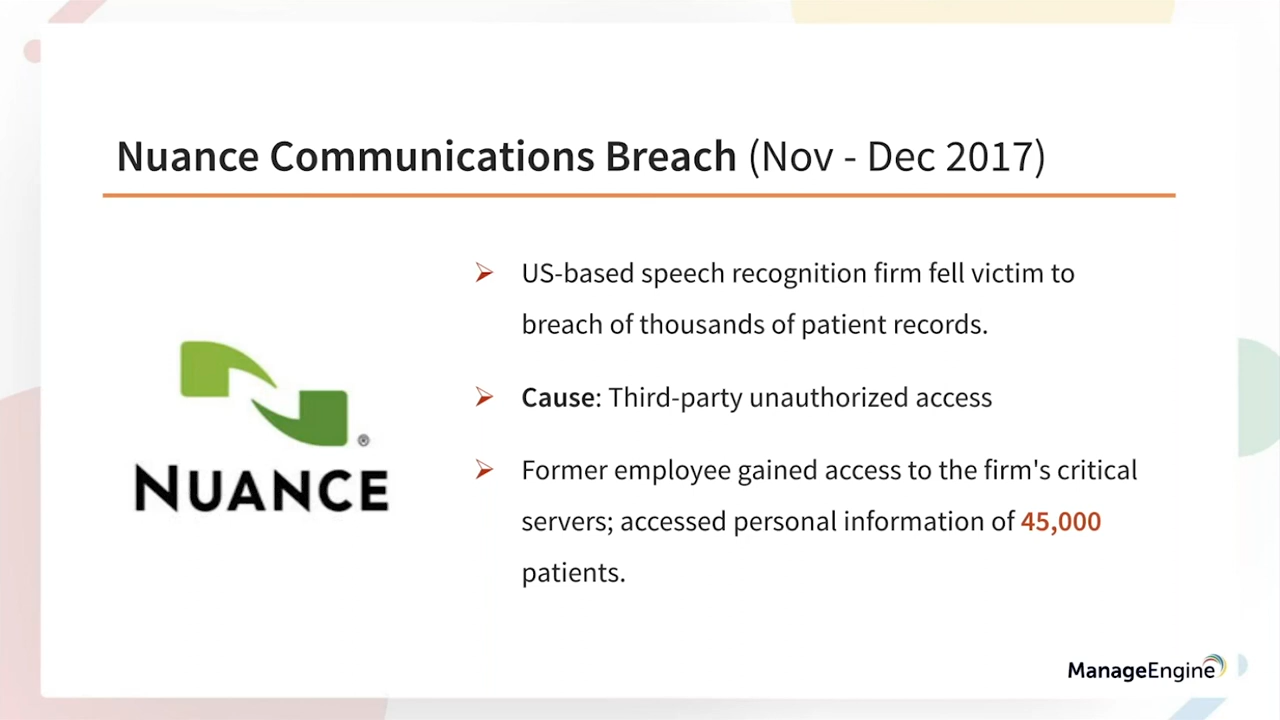 Nuance Communications Breach (Nov - Dec 2017)
➢ US-based speech recognition firm fell victim to
breach of thousands of patient records.
➢ Cause: Third-party unauthorized access
➢ Former employee gained access to the firm's critical
servers; accessed personal information of 45,000
patients.
®
NUANCE
ManageEngine